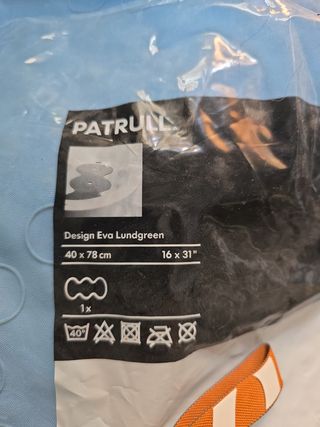 PATRULL
Design Eva Lundgreen
40 x 78 cm 16 x 31"
1x
40°